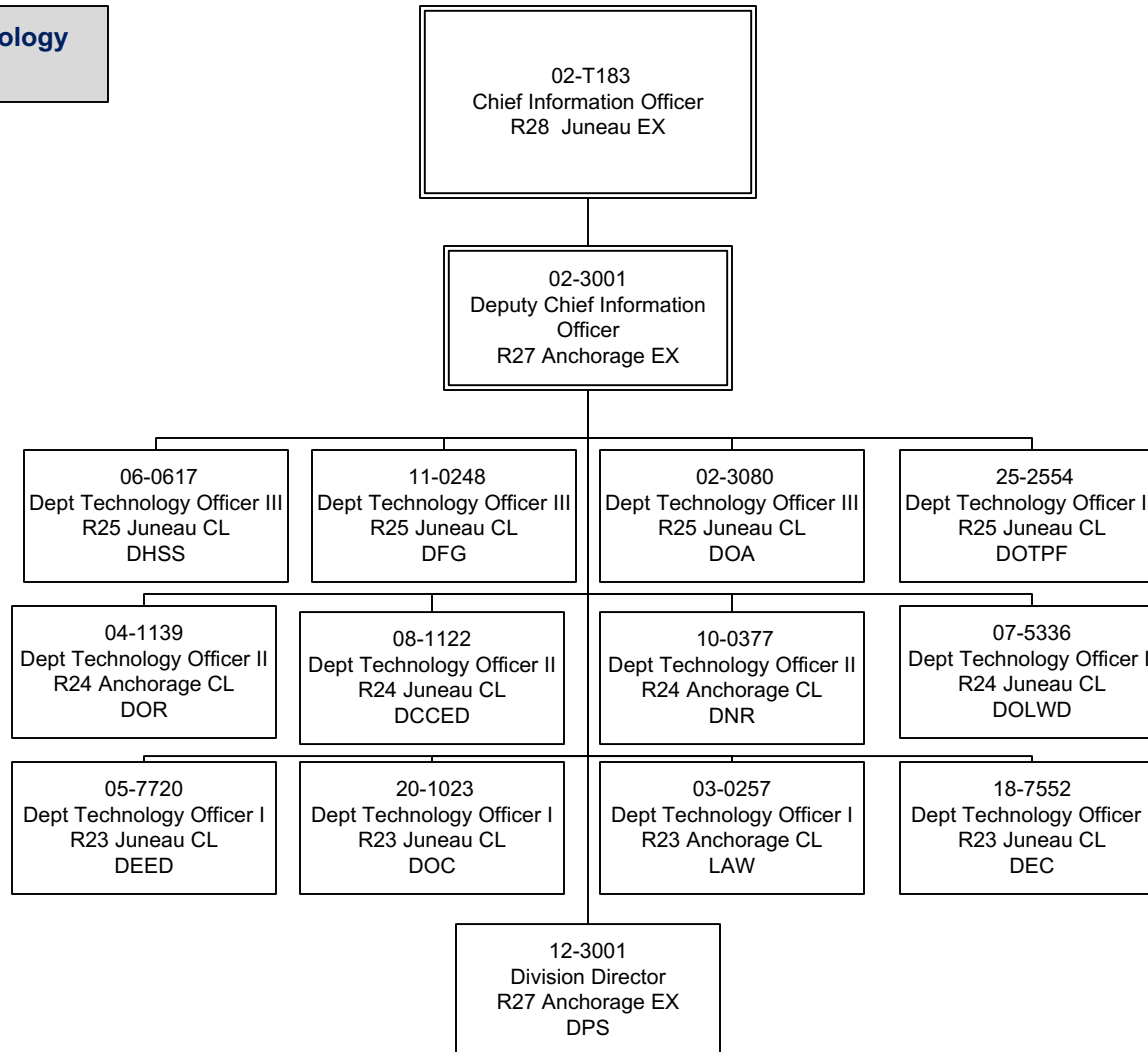 ology
02-T183
Chief Information Officer
R28  Juneau EX
02-3001
Deputy Chief Information
Officer
R27 Anchorage EX
06-0617
Dept Technology Officer III
R25 Juneau CL
DHSS
11-0248
Dept Technology Officer III
R25 Juneau CL
DFG
02-3080
Dept Technology Officer III
R25 Juneau CL
DOA
25-2554
Dept Technology Officer I
R25 Juneau CL
DOTPF
04-1139
Dept Technology Officer II
R24 Anchorage CL
DOR
08-1122
Dept Technology Officer II
R24 Juneau CL
DCCED
10-0377
Dept Technology Officer II
R24 Anchorage CL
DNR
07-5336
Dept Technology Officer I
R24 Juneau CL
DOLWD
05-7720
Dept Technology Officer I
R23 Juneau CL
DEED
20-1023
Dept Technology Officer I
R23 Juneau CL
DOC
03-0257
Dept Technology Officer I
R23 Anchorage CL
LAW
18-7552
Dept Technology Officer
R23 Juneau CL
DEC
12-3001
Division Director
R27 Anchorage EX
DPS